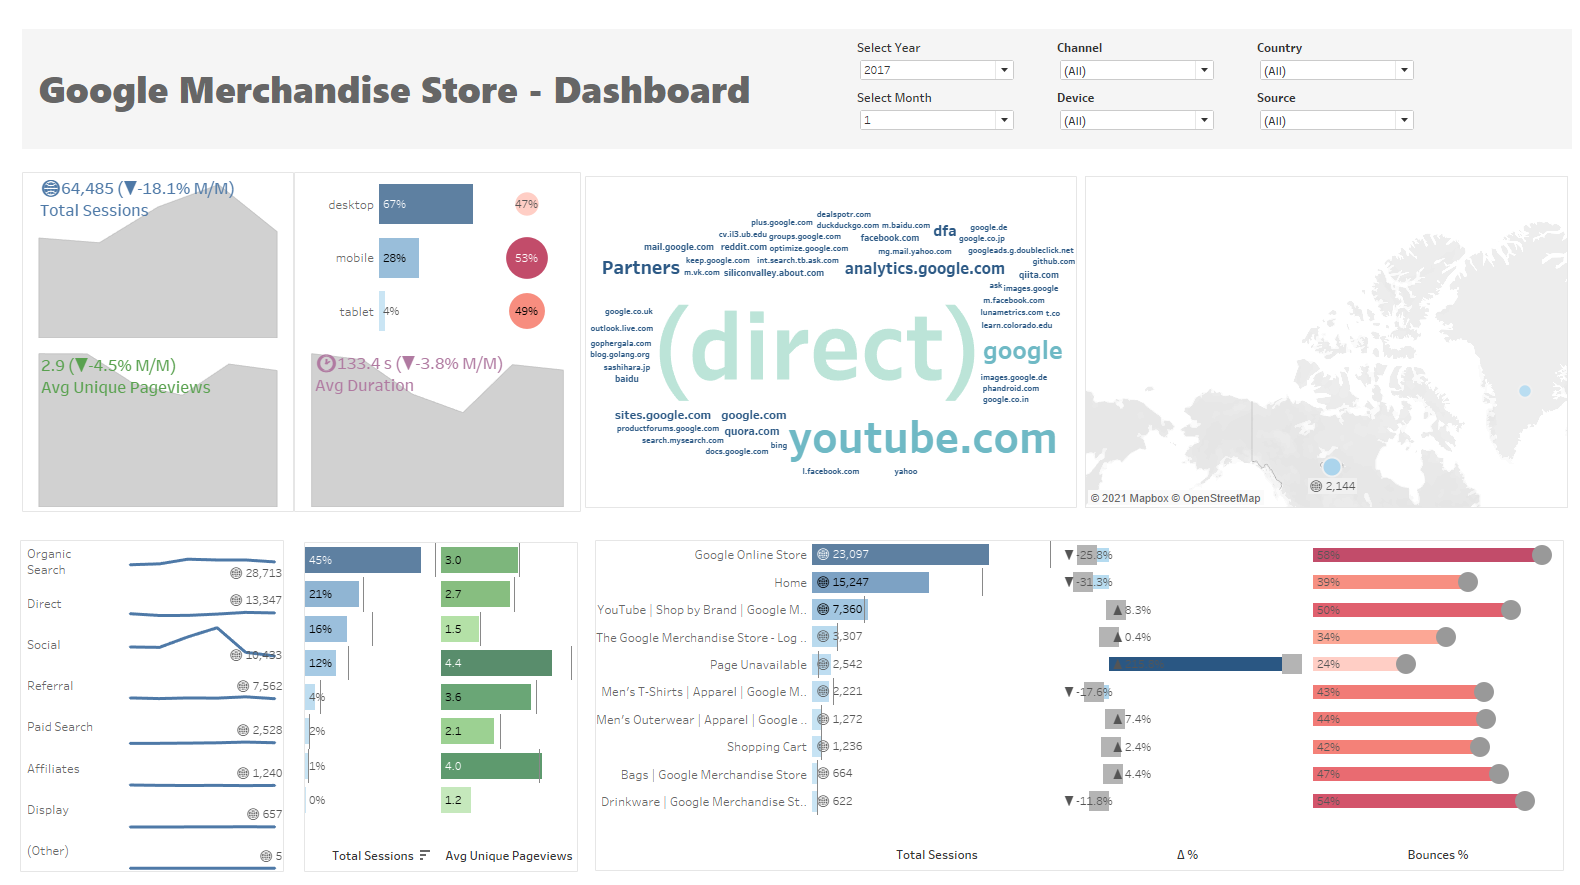 Google Merchandise Store - Dashboard
Select Year
2017
Select Month
1
Channel
(All)
Device
(All)
Country
(All)
Source
(All)
64,485 (▼-18.1% M/M)
Total Sessions
2.9 (▼-4.5% M/M)
Avg Unique Pageviews
desktop 67% 47%
mobile 28% 53%
tablet 4% 49%
133.4 s (▼-3.8% M/M)
Avg Duration
dealspotr.com
plus.google.com duckduckgo.com m.baidu.com
cv.il3.ub.edu groups.google.com facebook.com dfa google.de
google.co.jp
mail.google.com reddit.com optimize.google.com mg.mail.yahoo.com googleads.g.doubleclick.net
keep.google.com int.search.tb.ask.com github.com
Partners m.vk.com siliconvalley.about.com analytics.google.com qiita.com
ask images.google
m.facebook.com
google.co.uk lunametrics.com t.co
outlook.live.com learn.colorado.edu
gophergala.com
blog.golang.org (direct) google
sashihara.jp
baidu images.google.de
phandroid.com
google.co.in
sites.google.com google.com
productforums.google.com quora.com
search.mysearch.com bing youtube.com
docs.google.com
l.facebook.com yahoo
2,144
© 2021 Mapbox © OpenStreetMap
Organic
Search
28,713
Direct
13,347
Social
10,433
Referral
7,562
Paid Search
2,528
Affiliates
1,240
Display
657
(Other)
5
45% 3.0
21% 2.7
16% 1.5
12% 4.4
4% 3.6
2% 2.1
1% 4.0
0% 1.2
Total Sessions Avg Unique Pageviews
Google Online Store 23,097 ▼-25.8% 58%
Home 15,247 ▼-31.3% 39%
YouTube | Shop by Brand | Google M.. 7,360 ▲8.3% 50%
The Google Merchandise Store - Log .. 3,307 ▲0.4% 34%
Page Unavailable 2,542 ▲ 24%
Men's T-Shirts | Apparel | Google M.. 2,221 ▼-17.6% 43%
Men's Outerwear | Apparel | Google .. 1,272 ▲7.4% 44%
Shopping Cart 1,236 ▲2.4% 42%
Bags | Google Merchandise Store 664 ▲4.4% 47%
Drinkware | Google Merchandise St.. 622 ▼-11.8% 54%
Total Sessions Δ % Bounces %